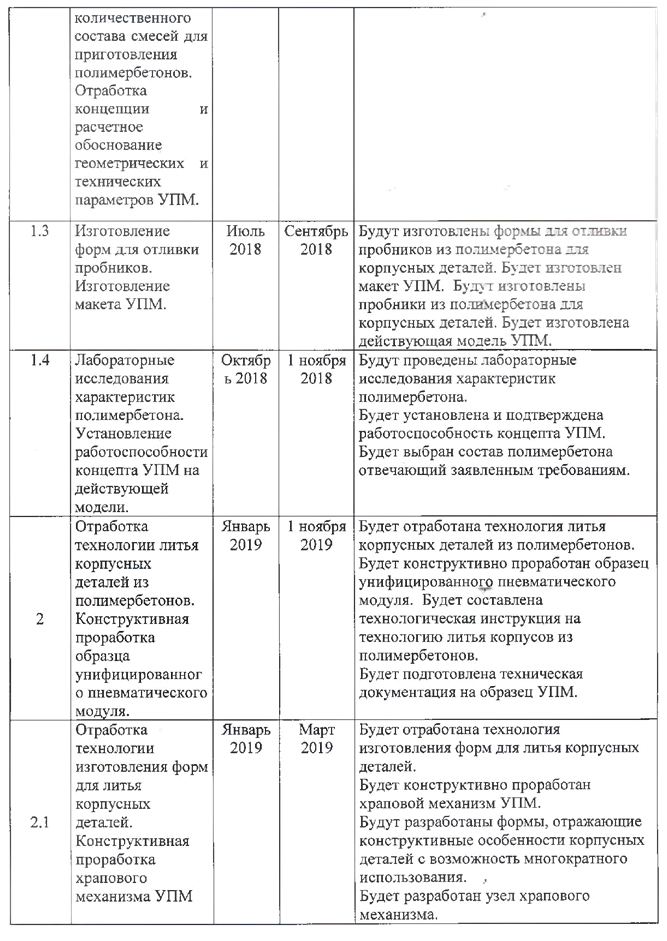 количественного
состава смесей для
приготовления
полимербетонов.
Отработка
концепции и
расчетное
обоснование
геометрических и
технических
параметров УПМ.
1.3
Изготовление
форм для отливки
пробников.
Изготовление
макета УПМ.
Июль
2018
Сентябрь
2018
Будут изготовлены формы для отливки
пробников из полимербетона для
корпусных деталей. Будет изготовлен
макет УПМ. Будут изготовлены
пробники из полимербетона для
корпусных деталей. Будет изготовлена
действующая модель УПМ.
1.4
Лабораторные
исследования
характеристик
полимербетона.
Установление
работоспособности
концепта УПМ на
действующей
модели.
Октябр
ь 2018
1 ноября
2018
Будут проведены лабораторные
исследования характеристик
полимербетона.
Будет установлена и подтверждена
работоспособность концепта УПМ.
Будет выбран состав полимербетона
отвечающий заявленным требованиям.
2
Отработка
технологии литья
корпусных
деталей из
полимербетонов.
Конструктивная
проработка
образца
унифицированног
о пневматического
модуля.
Январь
2019
1 ноября
2019
Будет отработана технология литья
корпусных деталей из полимербетонов.
Будет конструктивно проработан образец
унифицированного пневматического
модуля. Будет составлена
технологическая инструкция на
технологию литья корпусов из
полимербетонов.
Будет подготовлена техническая
документация на образец УПМ.
2.1
Отработка
технологии
изготовления форм
для литья
корпусных
деталей.
Конструктивная
проработка
храпового
механизма УПМ
Январь
2019
Март
2019
Будет отработана технология
изготовления форм для литья корпусных
деталей.
Будет конструктивно проработан
храповой механизм УПМ.
Будут разработаны формы, отражающие
конструктивные особенности корпусных
деталей с возможность многократного
использования.
Будет разработан узел храпового
механизма.